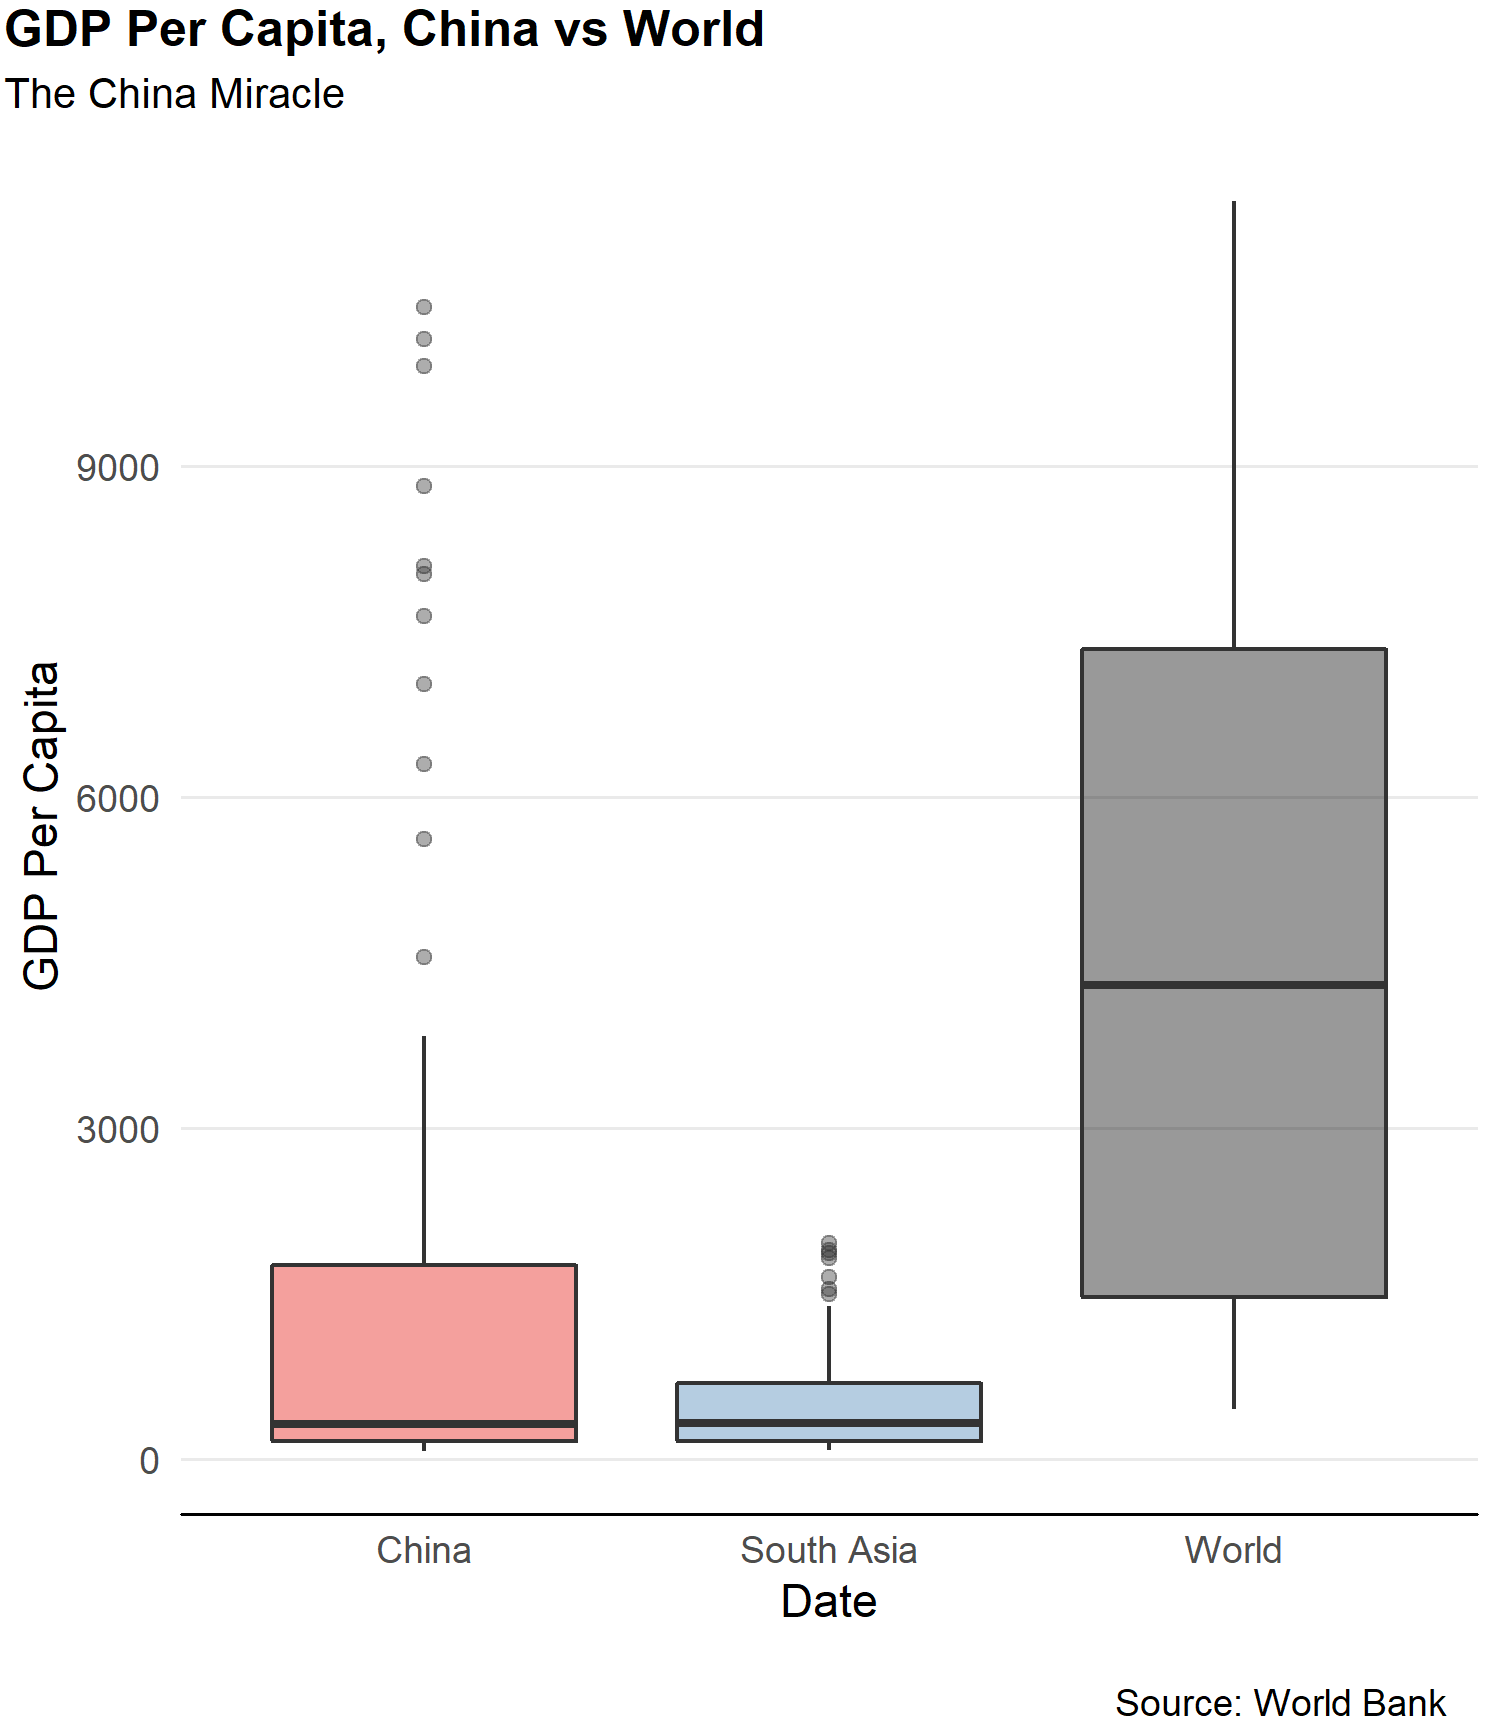 GDP Per Capita, China vs World
The China Miracle
GDP Per Capita
9000
6000
3000
0
China
South Asia
World
Date
Source: World Bank